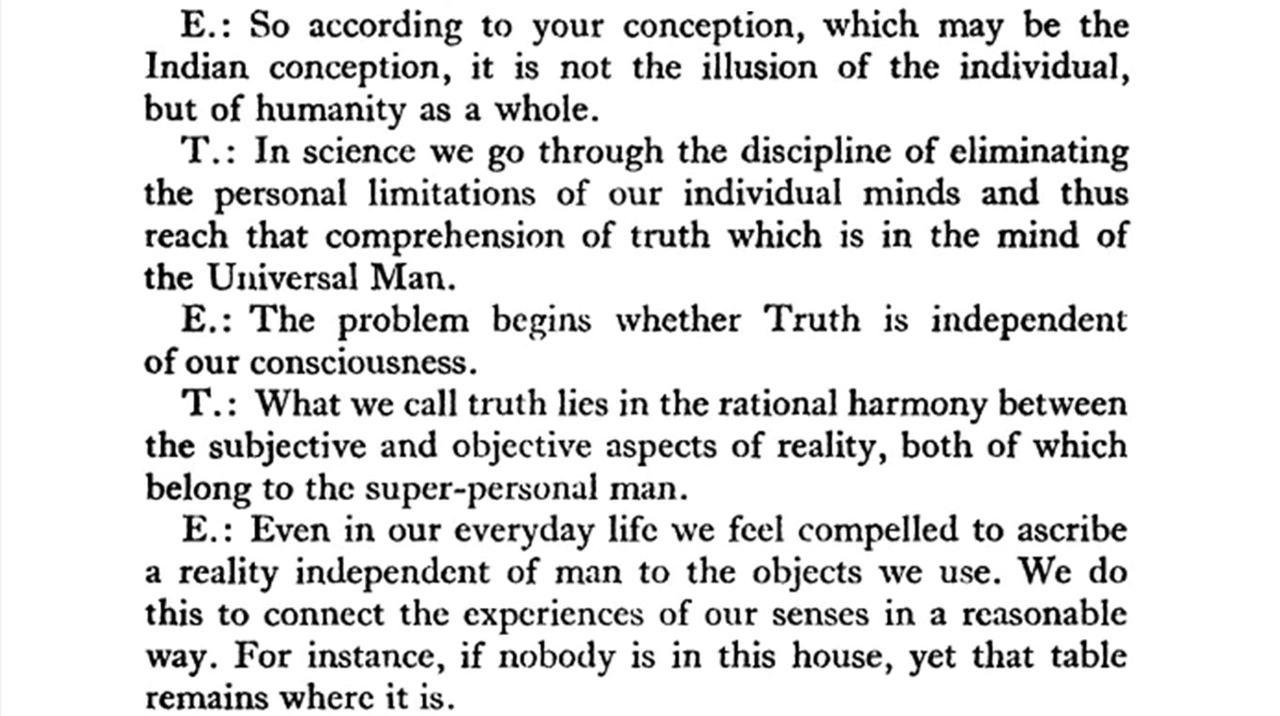 E.: So according to your conception, which may be the
Indian conception, it is not the illusion of the individual,
but of humanity as a whole.
T.: In science we go through the discipline of eliminating
the personal limitations of our individual minds and thus
reach that comprehension of truth which is in the mind of
the Universal Man.
E.: The problem begins whether Truth is independent
of our consciousness.
T.: What we call truth lies in the rational harmony between
the subjective and objective aspects of reality, both of which
belong to the super-personal man.
E.: Even in our everyday life we feel compelled to ascribe
a reality independent of man to the objects we use. We do
this to connect the experiences of our senses in a reasonable
way. For instance, if nobody is in this house, yet that table
remains where it is.